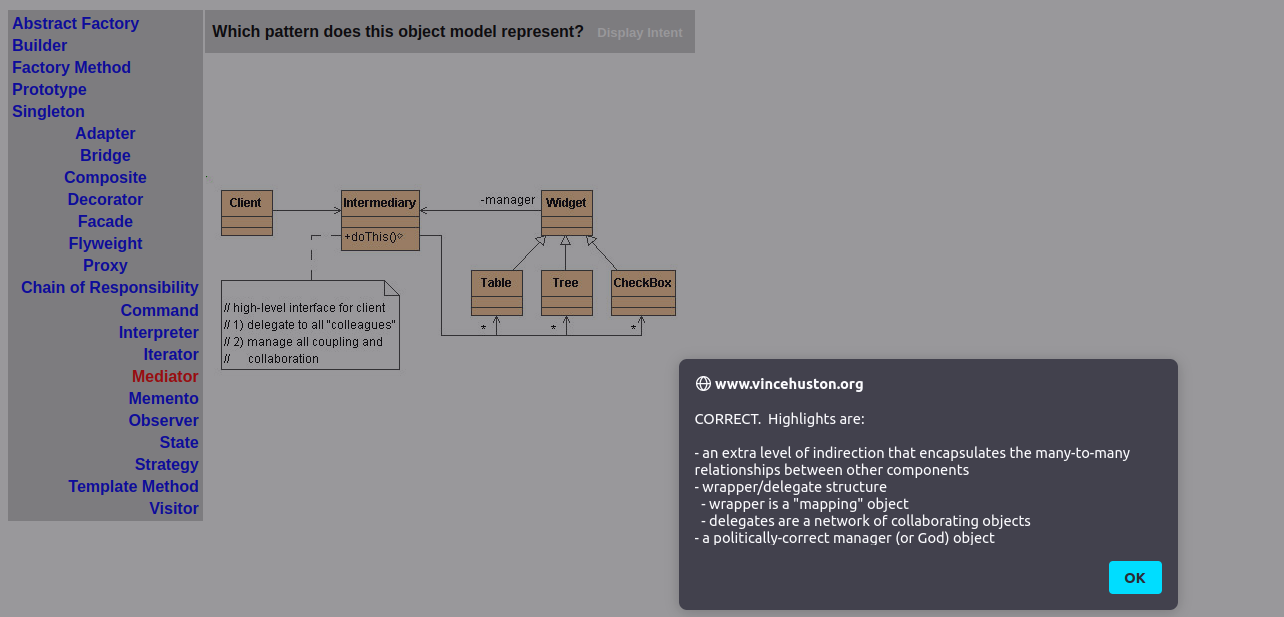 Abstract Factory
Builder
Factory Method
Prototype
Singleton
Adapter
Bridge
Composite
Decorator
Facade
Flyweight
Proxy
Chain of Responsibility
Command
Interpreter
Iterator
Mediator
Memento
Observer
State
Strategy
Template Method
Visitor
Which pattern does this object model represent? Display Intent
Client
Intermediary
+doThis()
-manager
Widget
Table
Tree
CheckBox
* * *
// high-level interface for client
// 1) delegate to all "colleagues"
// 2) manage all coupling and
// collaboration
www.vincehuston.org
CORRECT. Highlights are:
- an extra level of indirection that encapsulates the many-to-many
relationships between other components
- wrapper/delegate structure
- wrapper is a "mapping" object
- delegates are a network of collaborating objects
- a politically-correct manager (or God) object
OK